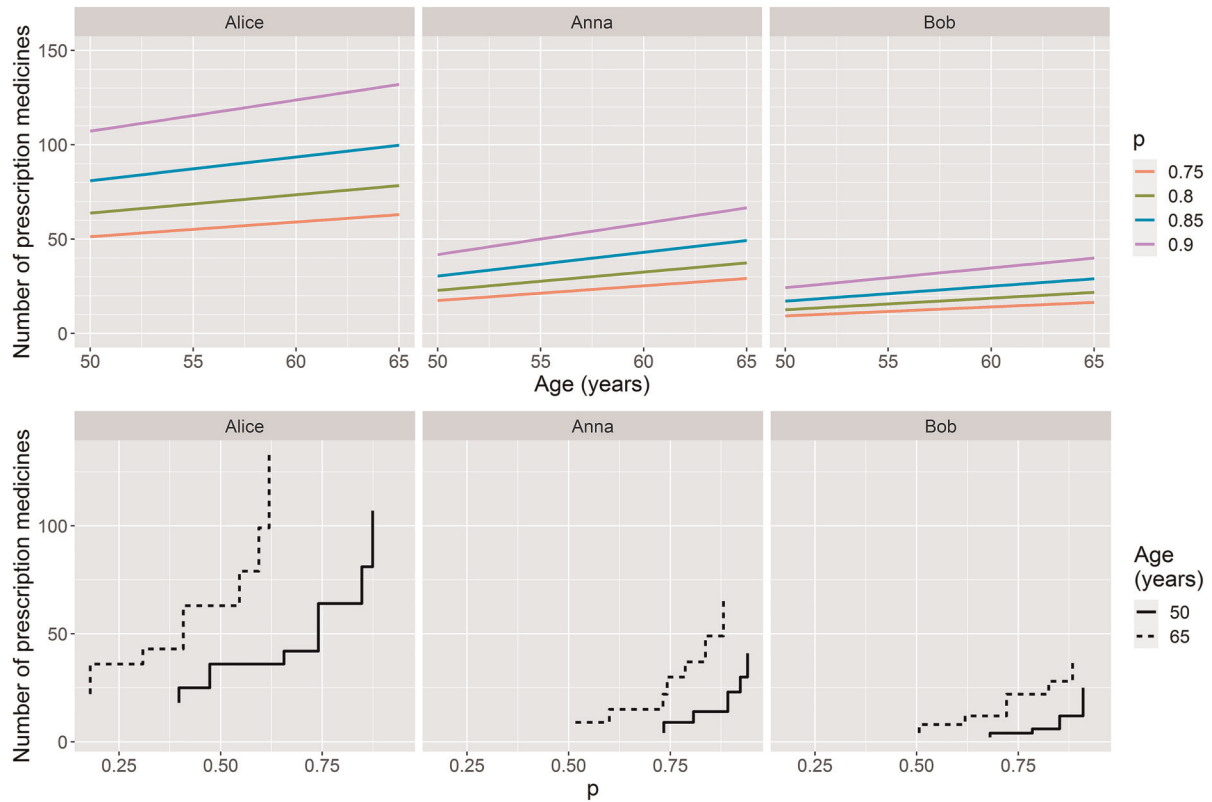 Alice Anna Bob
Number of prescription medicines
150
100
50
0
50 55 60 65 50 55 60 65 50 55 60 65
Age (years)
p
0.75
0.8
0.85
0.9
Alice Anna Bob
Number of prescription medicines
100
50
0
0.25 0.50 0.75 0.25 0.50 0.75 0.25 0.50 0.75
p
Age
(years)
50
65